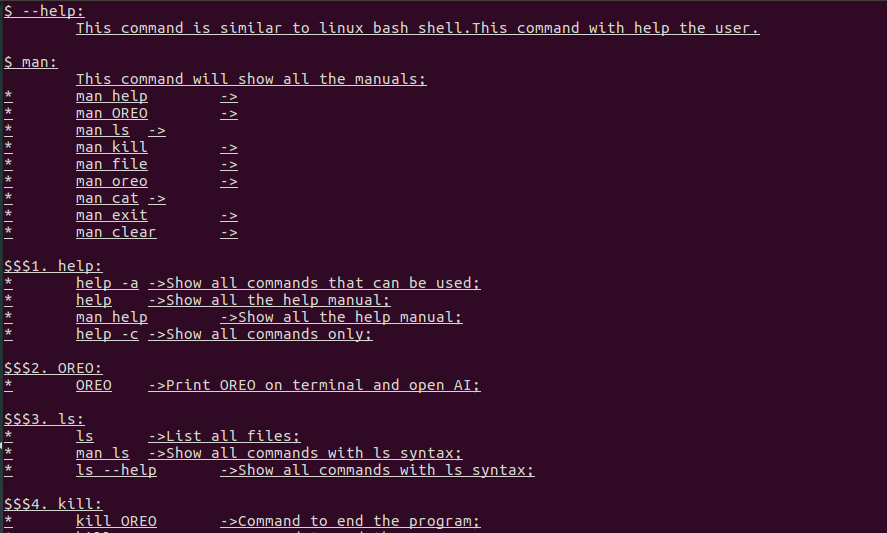 $ --help:
This command is similar to linux bash shell.This command with help the user.
$ man:
This command will show all the manuals;
* man help ->
* man OREO ->
* man ls ->
* man kill ->
* man file ->
* man oreo ->
* man cat ->
* man exit ->
* man clear ->
$$$1. help:
* help -a ->Show all commands that can be used;
* help ->Show all the help manual;
* man help ->Show all the help manual;
* help -c ->Show all commands only;
$$$2. OREO:
* OREO ->Print OREO on terminal and open AI;
$$$3. ls:
* ls ->List all files;
* man ls ->Show all commands with ls syntax;
* ls --help ->Show all commands with ls syntax;
$$$4. kill:
* kill OREO ->Command to end the program;